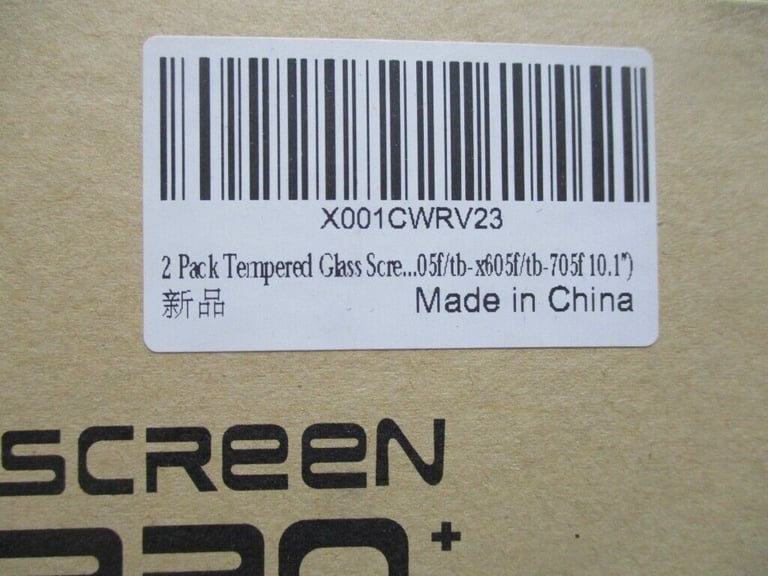 X001CWRV23
2 Pack Tempered Glass Scre...05f/tb-x605f/tb-705f 10.1")
新品 Made in China
SCREEN